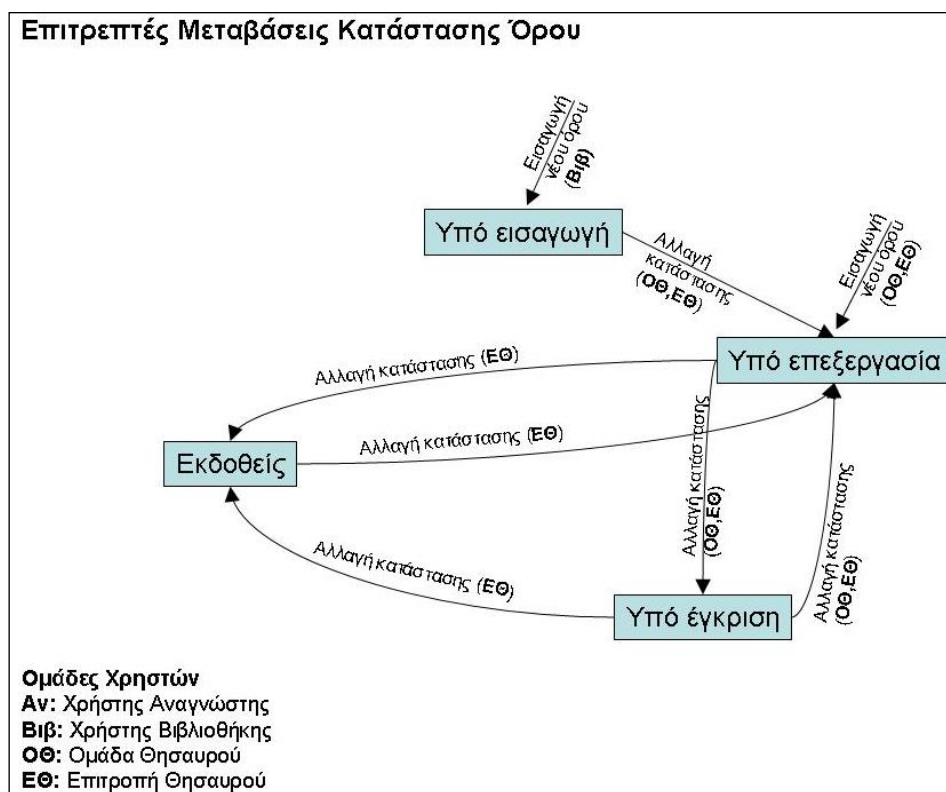 Επιτρεπτές Μεταβάσεις Κατάστασης Όρου
Εισαγωγή
νέου όρου
(Βιβ)
Υπό εισαγωγή
Αλλαγή
κατάστασης
(ΟΘ,ΕΘ)
Εισαγωγή
νέου όρου
(ΟΘ,ΕΘ)
Υπό επεξεργασία
Αλλαγή κατάστασης (ΕΘ)
Αλλαγή κατάστασης (ΕΘ)
Εκδοθείς
Αλλαγή κατάστασης
(ΟΘ,ΕΘ)
Αλλαγή κατάστασης
(ΟΘ,ΕΘ)
Αλλαγή κατάστασης (ΕΘ)
Υπό έγκριση
Ομάδες Χρηστών
Αν: Χρήστης Αναγνώστης
Βιβ: Χρήστης Βιβλιοθήκης
ΟΘ: Ομάδα Θησαυρού
ΕΘ: Επιτροπή Θησαυρού